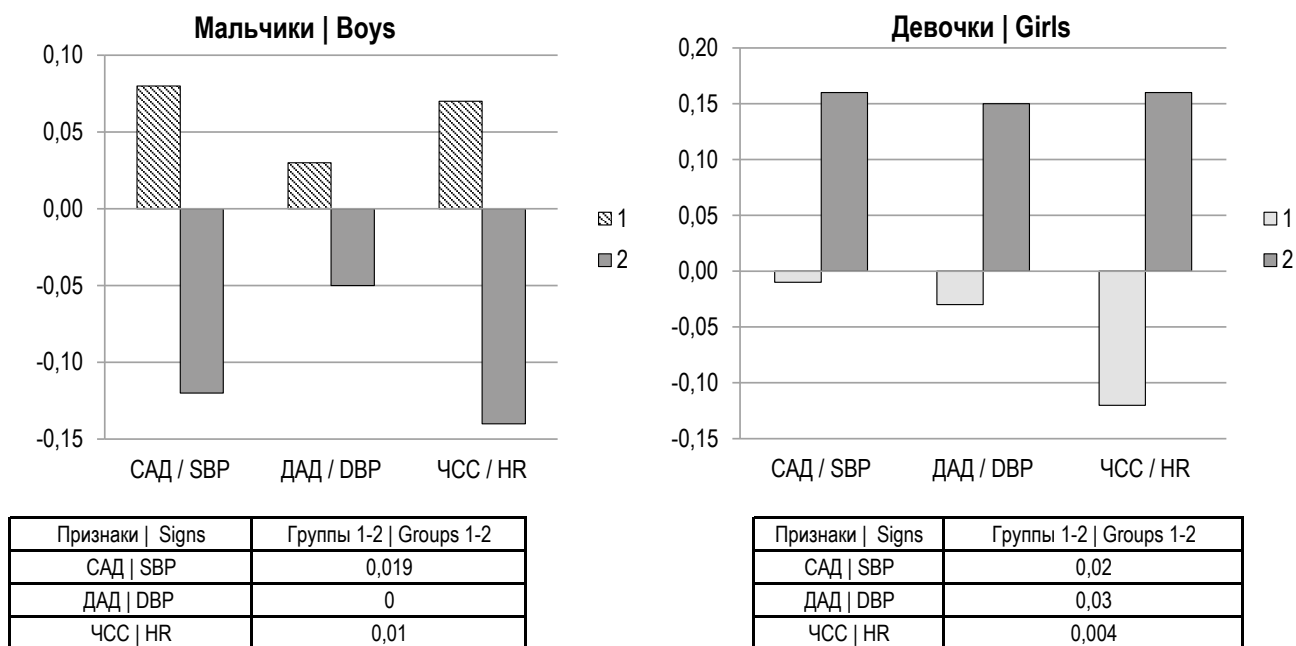 Мальчики | Boys
0,10
0,05
0,00
-0,05
-0,10
-0,15
САД / SBP ДАД / DBP ЧСС / HR
1
2
Признаки | Signs Группы 1-2 | Groups 1-2
САД | SBP 0,019
ДАД | DBP 0
ЧСС | HR 0,01
Девочки | Girls
0,20
0,15
0,10
0,05
0,00
-0,05
-0,10
-0,15
САД / SBP ДАД / DBP ЧСС / HR
1
2
Признаки | Signs Группы 1-2 | Groups 1-2
САД | SBP 0,02
ДАД | DBP 0,03
ЧСС | HR 0,004